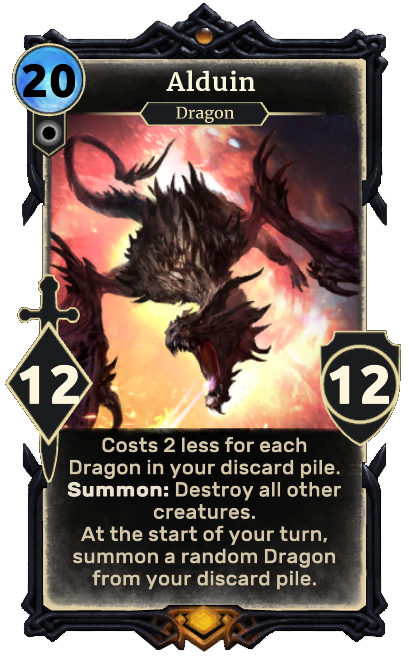 20
Alduin
Dragon
12
12
Costs 2 less for each
Dragon in your discard pile.
Summon: Destroy all other
creatures.
At the start of your turn,
summon a random Dragon
from your discard pile.